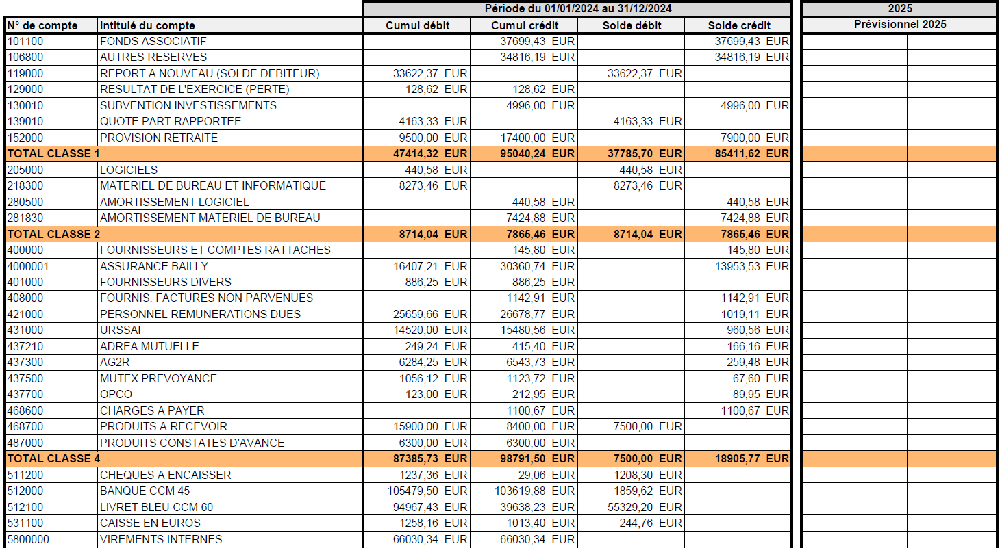 Période du 01/01/2024 au 31/12/2024 2025
N° de compte Intitulé du compte Cumul débit Cumul crédit Solde débit Solde crédit Prévisionnel 2025
101100 FONDS ASSOCIATIF 37699,43 EUR 37699,43 EUR
106800 AUTRES RESERVES 34816,19 EUR 34816,19 EUR
119000 REPORT A NOUVEAU (SOLDE DEBITEUR) 33622,37 EUR 33622,37 EUR
129000 RESULTAT DE L'EXERCICE (PERTE) 128,62 EUR 128,62 EUR
130010 SUBVENTION INVESTISSEMENTS 4996,00 EUR 4996,00 EUR
139010 QUOTE PART RAPPORTEE 4163,33 EUR 4163,33 EUR
152000 PROVISION RETRAITE 9500,00 EUR 17400,00 EUR 7900,00 EUR
TOTAL CLASSE 1 47414,32 EUR 95040,24 EUR 37785,70 EUR 85411,62 EUR
205000 LOGICIELS 440,58 EUR 440,58 EUR
218300 MATERIEL DE BUREAU ET INFORMATIQUE 8273,46 EUR 8273,46 EUR
280500 AMORTISSEMENT LOGICIEL 440,58 EUR 440,58 EUR
281830 AMORTISSEMENT MATERIEL DE BUREAU 7424,88 EUR 7424,88 EUR
TOTAL CLASSE 2 8714,04 EUR 7865,46 EUR 8714,04 EUR 7865,46 EUR
400000 FOURNISSEURS ET COMPTES RATTACHES 145,80 EUR 145,80 EUR
4000001 ASSURANCE BAILLY 16407,21 EUR 30360,74 EUR 13953,53 EUR
401000 FOURNISSEURS DIVERS 886,25 EUR 886,25 EUR
408000 FOURNIS. FACTURES NON PARVENUES 1142,91 EUR 1142,91 EUR
421000 PERSONNEL REMUNERATIONS DUES 25659,66 EUR 26678,77 EUR 1019,11 EUR
431000 URSSAF 14520,00 EUR 15480,56 EUR 960,56 EUR
437210 ADREA MUTUELLE 249,24 EUR 415,40 EUR 166,16 EUR
437300 AG2R 6284,25 EUR 6543,73 EUR 259,48 EUR
437500 MUTEX PREVOYANCE 1056,12 EUR 1123,72 EUR 67,60 EUR
437700 OPCO 123,00 EUR 212,95 EUR 89,95 EUR
468600 CHARGES A PAYER 1100,67 EUR 1100,67 EUR
468700 PRODUITS A RECEVOIR 15900,00 EUR 8400,00 EUR 7500,00 EUR
487000 PRODUITS CONSTATES D'AVANCE 6300,00 EUR 6300,00 EUR
TOTAL CLASSE 4 87385,73 EUR 98791,50 EUR 7500,00 EUR 18905,77 EUR
511200 CHEQUES A ENCAISSER 1237,36 EUR 29,06 EUR 1208,30 EUR
512000 BANQUE CCM 45 105479,50 EUR 103619,88 EUR 1859,62 EUR
512100 LIVRET BLEU CCM 60 94967,43 EUR 39638,23 EUR 55329,20 EUR
531100 CAISSE EN EUROS 1258,16 EUR 1013,40 EUR 244,76 EUR
5800000 VIREMENTS INTERNES 66030,34 EUR 66030,34 EUR